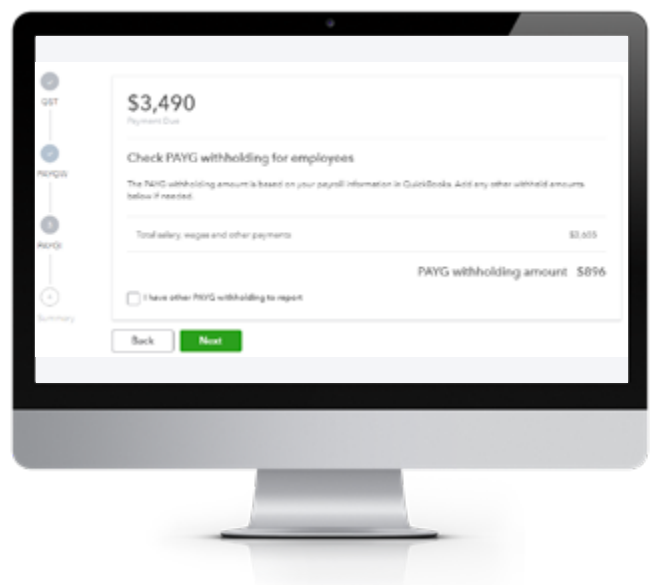 $3,490
Payment Due
GST
Check PAYG withholding for employees
The PAYG withholding amount is based on your payroll information in QuickBooks. Add any other withheld amounts
below if needed.
Total salary, wages and other payments
PAYG withholding amount $896
I have other PAYG withholding to report
Summary
Back
Next